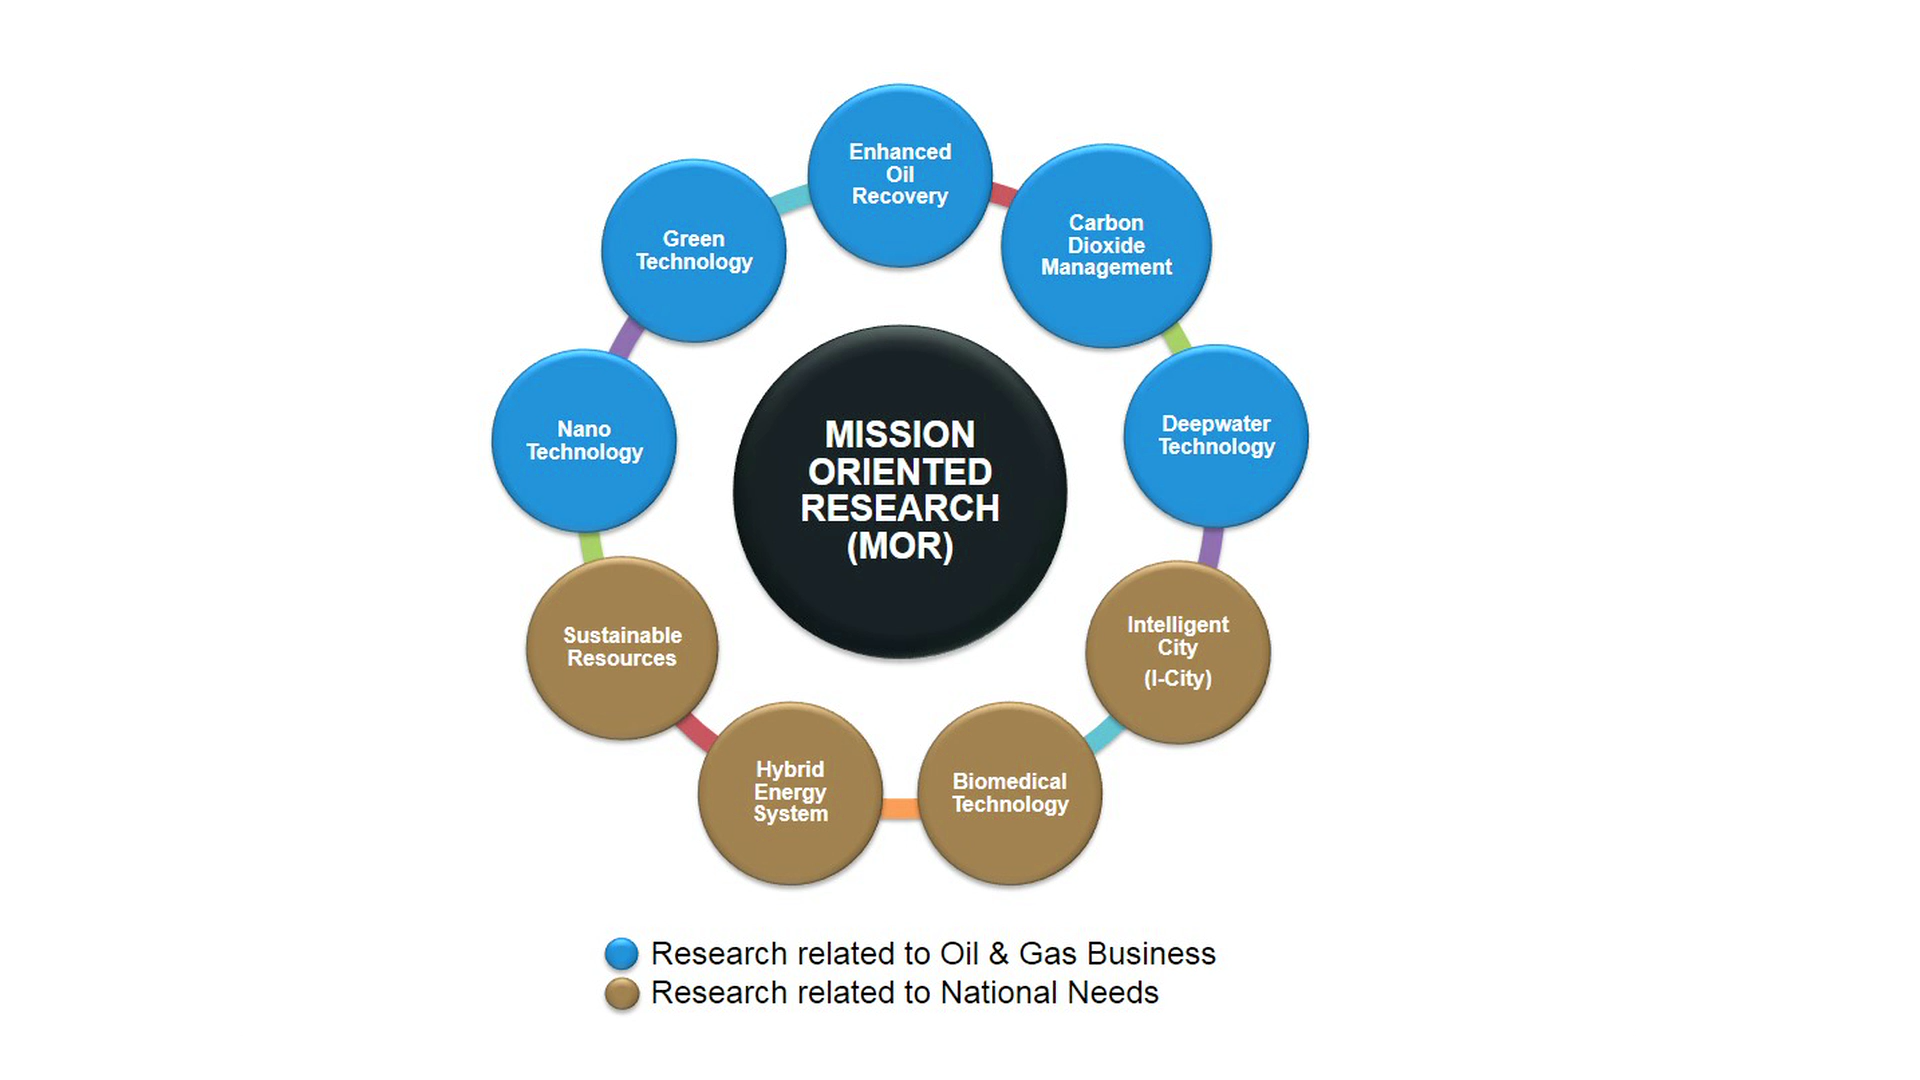 Enhanced
Oil
Recovery
Carbon
Dioxide
Management
Green
Technology
Deepwater
Technology
Nano
Technology
MISSION
ORIENTED
RESEARCH
(MOR)
Intelligent
City
(I-City)
Sustainable
Resources
Hybrid
Energy
System
Biomedical
Technology
Research related to Oil & Gas Business
Research related to National Needs